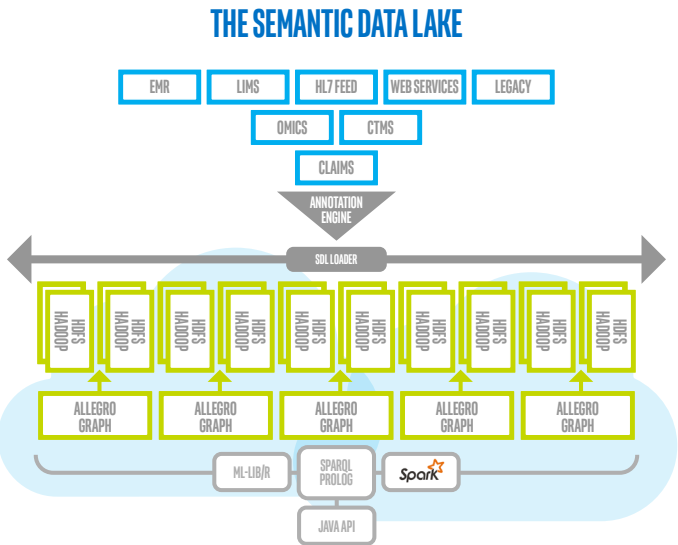 THE SEMANTIC DATA LAKE
EMR
LIMS
HL7 FEED
WEB SERVICES
LEGACY
OMICS
CTMS
CLAIMS
ANNOTATION
ENGINE
SDL LOADER
HDFS
HADOOP
HDFS
HADOOP
HDFS
HADOOP
HDFS
HADOOP
HDFS
HADOOP
HDFS
HADOOP
HDFS
HADOOP
HDFS
HADOOP
HDFS
HADOOP
HDFS
HADOOP
ALLEGRO
GRAPH
ALLEGRO
GRAPH
ALLEGRO
GRAPH
ALLEGRO
GRAPH
ALLEGRO
GRAPH
ML-LIB/R
SPARQL
PROLOG
Spark
JAVA API